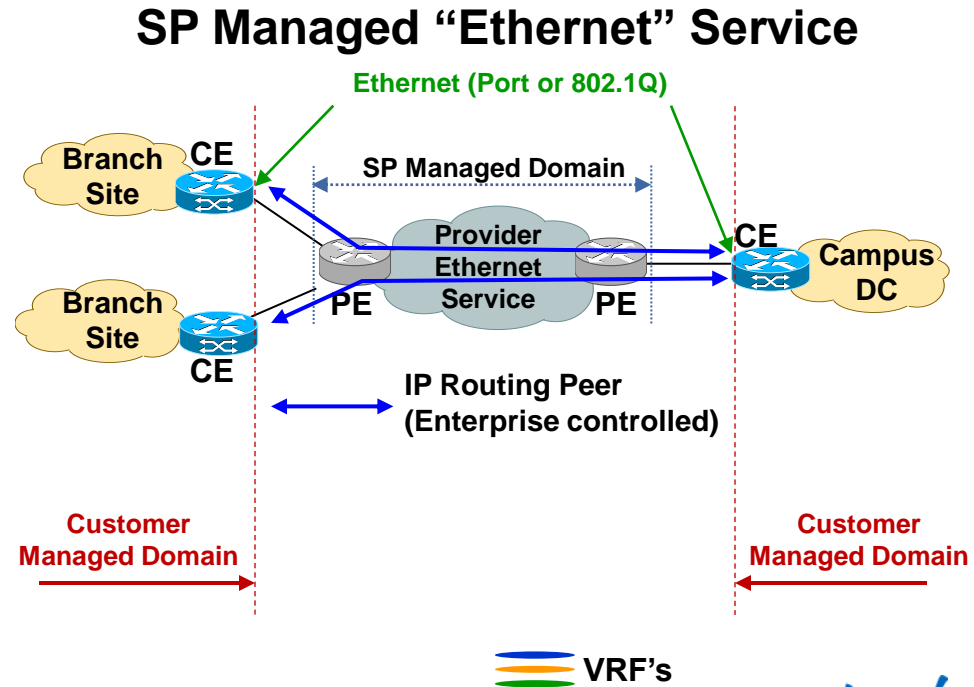 SP Managed “Ethernet” Service
Ethernet (Port or 802.1Q)
Branch
Site
CE
SP Managed Domain
Provider
Ethernet
Service
PE
PE
CE
Campus
DC
Branch
Site
CE
IP Routing Peer
(Enterprise controlled)
Customer
Managed Domain
Customer
Managed Domain
VRF's